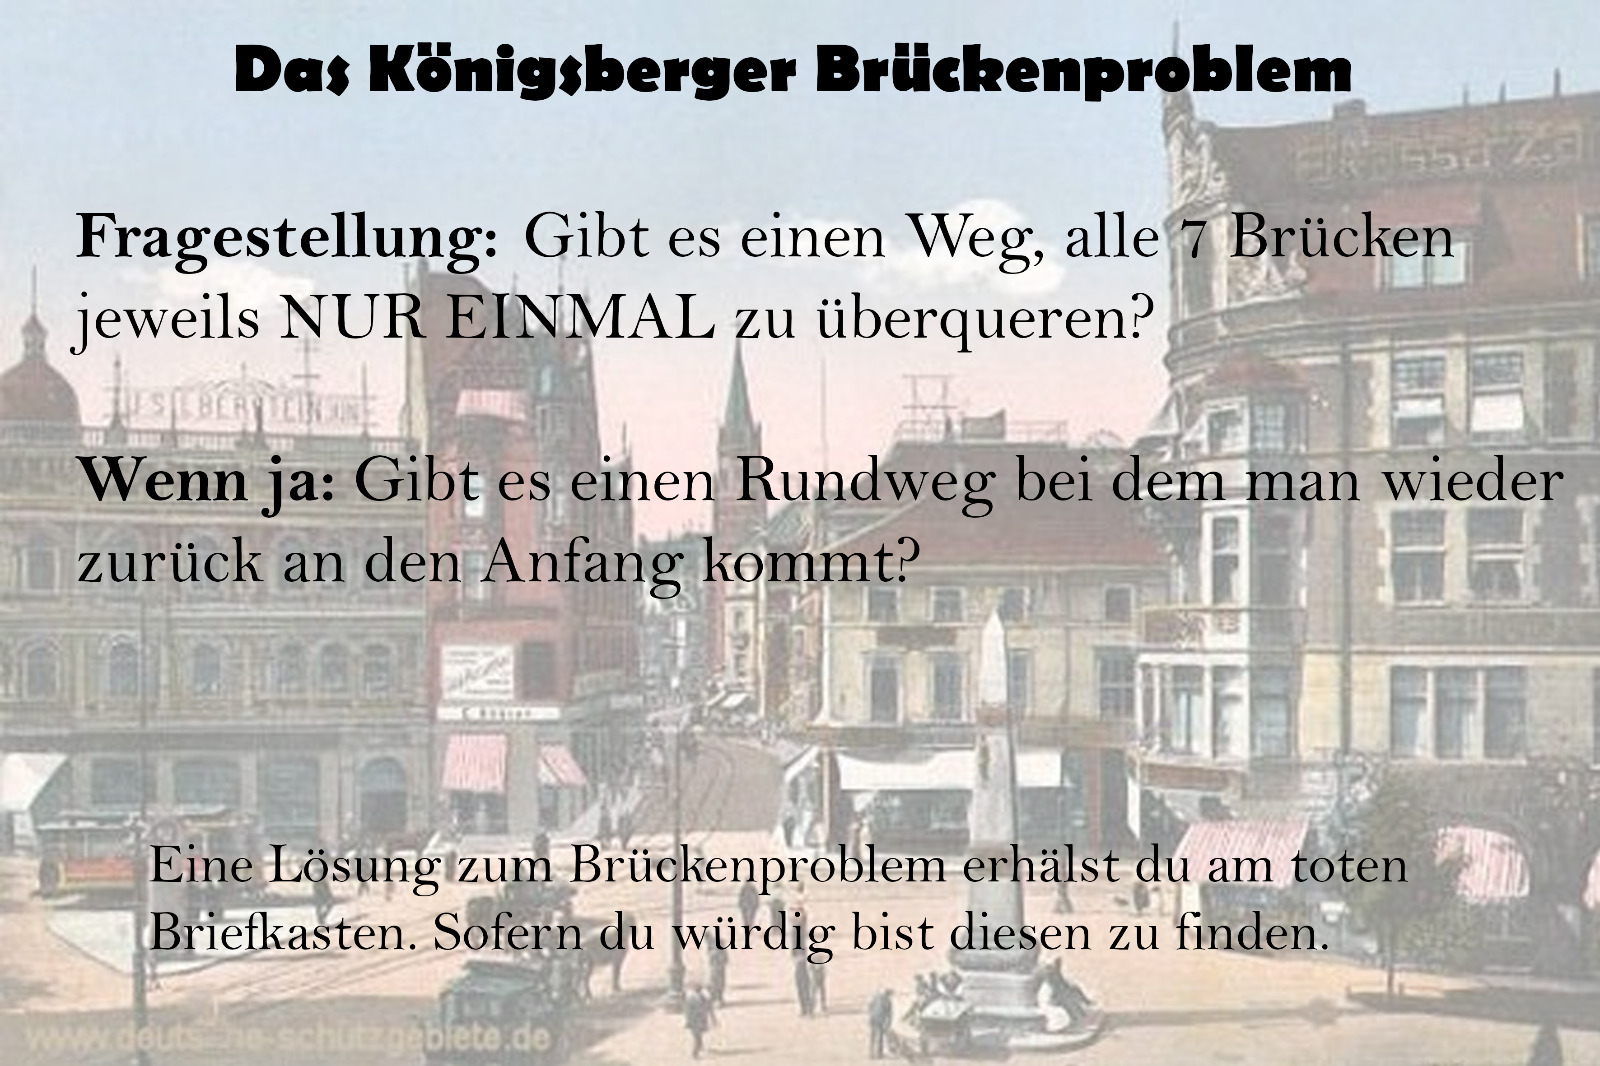 Das Königsberger Brückenproblem
Fragestellung: Gibt es einen Weg, alle 7 Brücken
jeweils NUR EINMAL zu überqueren?
J SILBERSTEIN
Wenn ja: Gibt es einen Rundweg bei dem man wieder
zurück an den Anfang kommt?
Eine Lösung zum Brückenproblem erhälst du am toten
Briefkasten. Sofern du würdig bist diesen zu finden.
www.deutsche-schutzgebiete.de